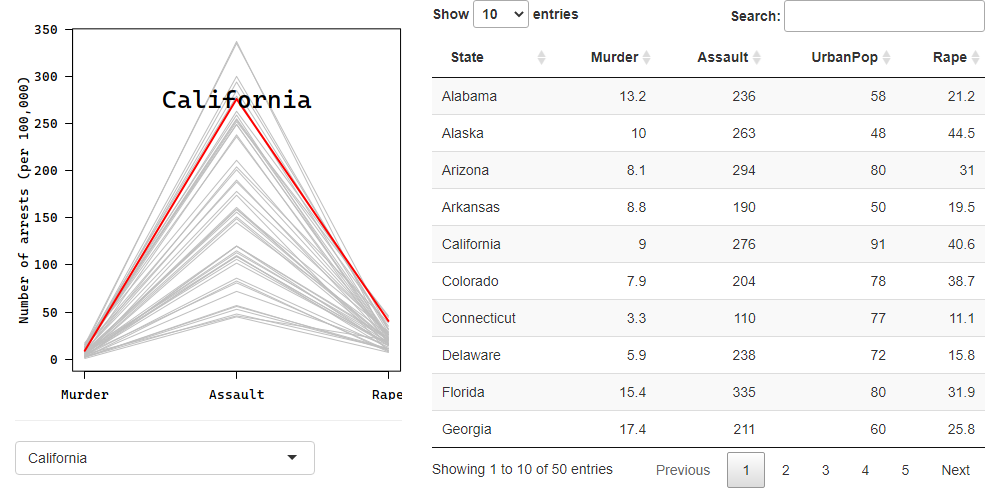 350
300
250
200
150
100
50
0
Number of arrests (per 100,000)
California
Murder Assault Rape
California
Show 10 entries
Search:
State Murder Assault UrbanPop Rape
Alabama 13.2 236 58 21.2
Alaska 10 263 48 44.5
Arizona 8.1 294 80 31
Arkansas 8.8 190 50 19.5
California 9 276 91 40.6
Colorado 7.9 204 78 38.7
Connecticut 3.3 110 77 11.1
Delaware 5.9 238 72 15.8
Florida 15.4 335 80 31.9
Georgia 17.4 211 60 25.8
Showing 1 to 10 of 50 entries
Previous 1 2 3 4 5 Next